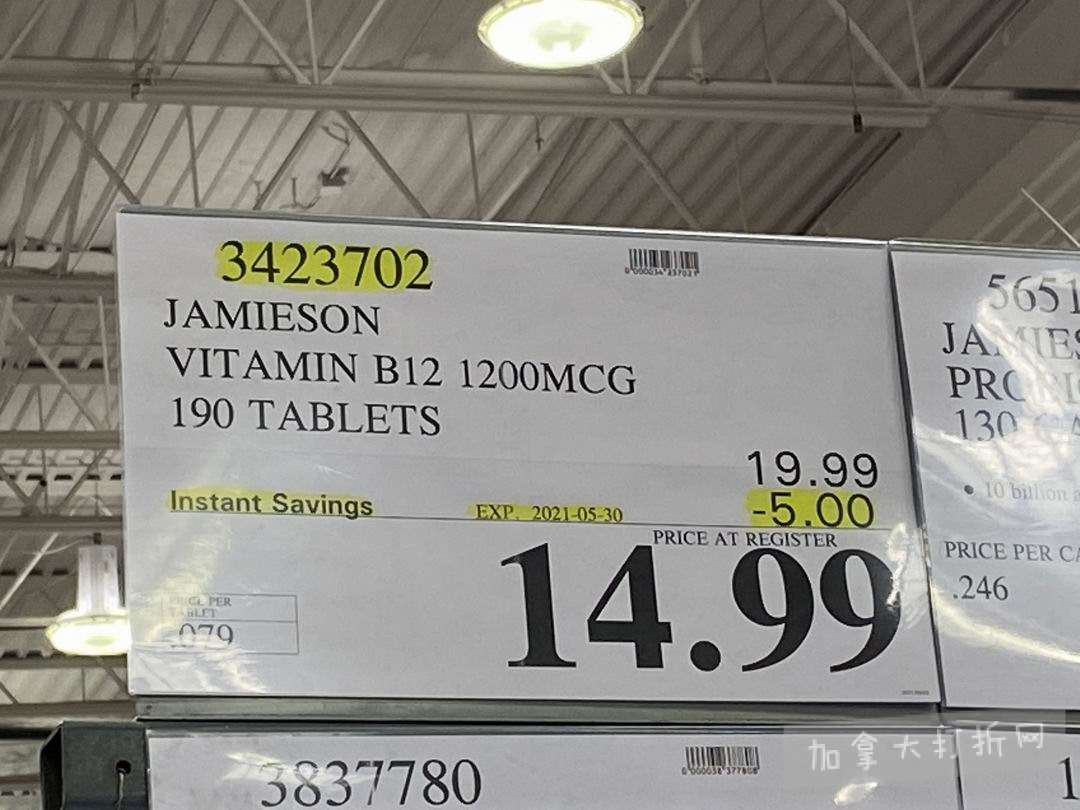 3423702
JAMIESON
VITAMIN B12 1200MCG
190 TABLETS
19.99
Instant Savings EXP. 2021-05-30 -5.00
PRICE AT REGISTER
14.99
PRICE PER
TABLET
.079
5651
10 billion
PRICE PER
.246
130
3837780
加拿大打折网